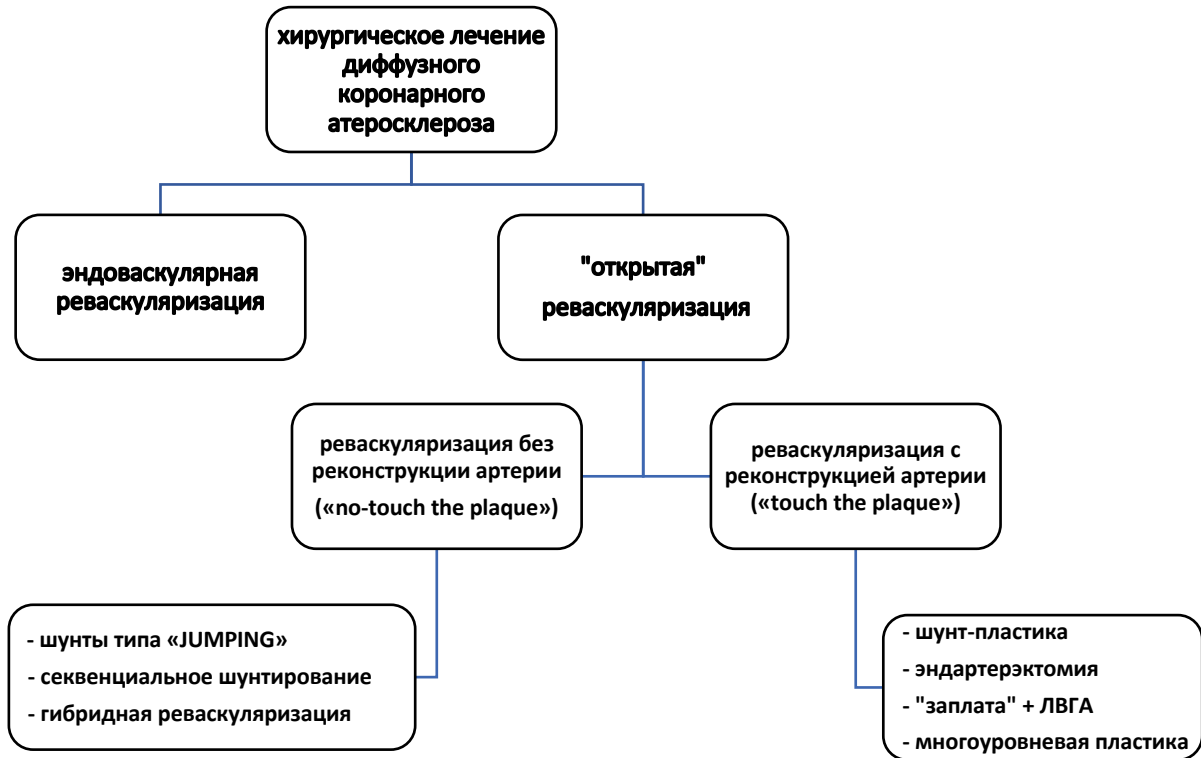 хирургическое лечение
диффузного
коронарного
атеросклероза
эндоваскулярная
реваскуляризация
"открытая"
реваскуляризация
реваскуляризация без
реконструкции артерии
(«no-touch the plaque»)
реваскуляризация с
реконструкцией артерии
(«touch the plaque»)
- шунты типа «JUMPING»
- секвенциальное шунтирование
- гибридная реваскуляризация
- шунт-пластика
- эндартерэктомия
- "заплата" + ЛВГА
- многоуровневая пластика